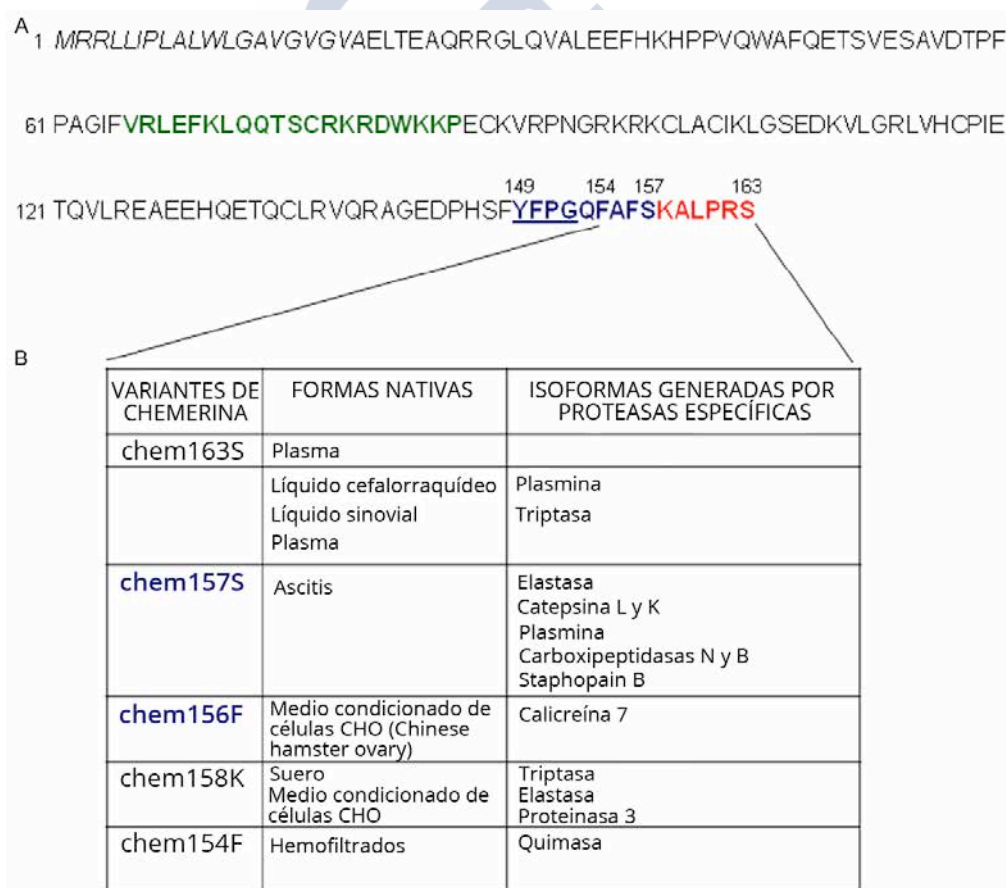 A
1 MRRLLIPLALWLGAVGVGVAELTEAQRRGLQVALEEFHKHPPVQWAFQETSVESAVDTPF
61 PAGIFVRLEFKLQQTSCRKRDWKKPECKVRPNGRKRKCLACIKLGSEDKVLGRLVHCPIE
149 154 157 163
121 TQVLREAEEHQETQCLRVQRAGEDPHSFYFPGQFAFSKALPRS
B
VARIANTES DE
CHEMERINA
FORMAS NATIVAS
ISOFORMAS GENERADAS POR
PROTEASAS ESPECÍFICAS
chem163S
Plasma
Líquido cefalorraquídeo
Líquido sinovial
Plasma
Plasmina
Triptasa
chem157S
Ascitis
Elastasa
Catepsina L y K
Plasmina
Carboxipeptidasas N y B
Staphopain B
chem156F
Medio condicionado de
células CHO (Chinese
hamster ovary)
Calicreína 7
chem158K
Suero
Medio condicionado de
células CHO
Triptasa
Elastasa
Proteinasa 3
chem154F
Hemofiltrados
Quimasa